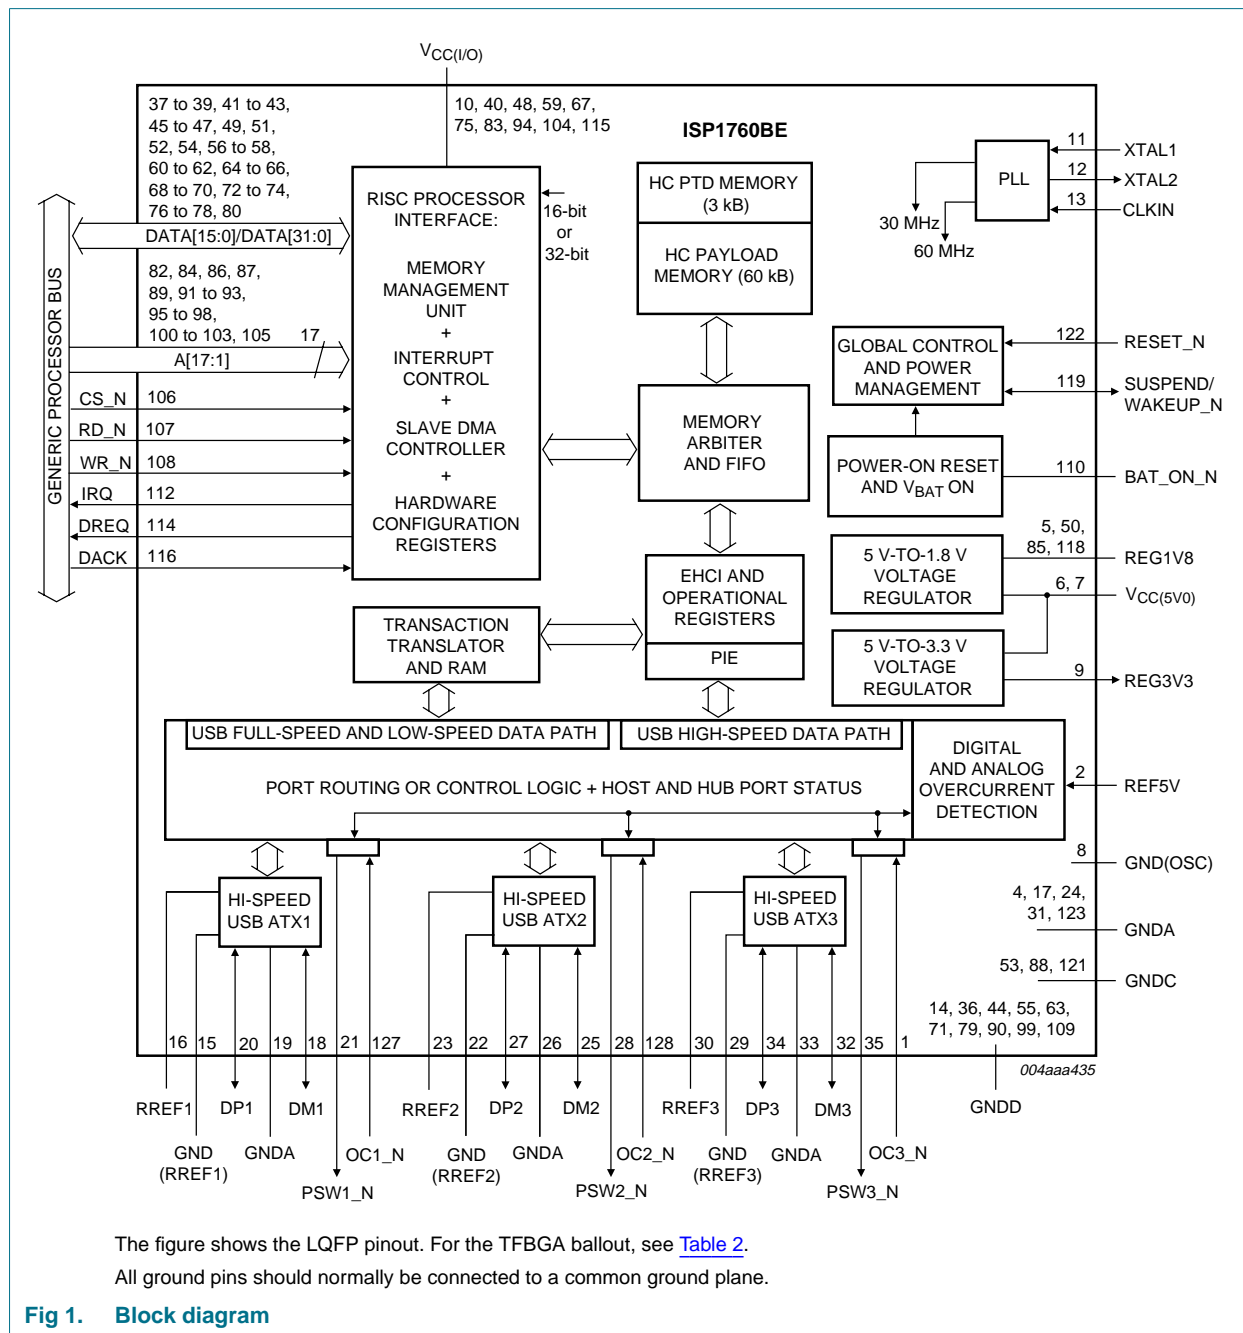 VCC(I/O)
37 to 39, 41 to 43,
45 to 47, 49, 51,
52, 54, 56 to 58,
60 to 62, 64 to 66,
68 to 70, 72 to 74,
76 to 78, 80
DATA[15:0]/DATA[31:0]
10, 40, 48, 59, 67,
75, 83, 94, 104, 115
ISP1760BE
82, 84, 86, 87,
89, 91 to 93,
95 to 98,
100 to 103, 105
17
A[17:1]
GENERIC PROCESSOR BUS
CS_N 106
RD_N 107
WR_N 108
IRQ 112
DREQ 114
DACK 116
RISC PROCESSOR
INTERFACE:
MEMORY
MANAGEMENT
UNIT
+
INTERRUPT
CONTROL
+
SLAVE DMA
CONTROLLER
+
HARDWARE
CONFIGURATION
REGISTERS
16-bit
or
32-bit
HC PTD MEMORY
(3 kB)
HC PAYLOAD
MEMORY (60 kB)
MEMORY
ARBITER
AND FIFO
EHCI AND
OPERATIONAL
REGISTERS
PIE
TRANSACTION
TRANSLATOR
AND RAM
PLL
30 MHz
60 MHz
11 XTAL1
12 XTAL2
13 CLKIN
GLOBAL CONTROL
AND POWER
MANAGEMENT
122 RESET_N
119 SUSPEND/
WAKEUP_N
POWER-ON RESET
AND VBAT ON
110 BAT_ON_N
5 V-TO-1.8 V
VOLTAGE
REGULATOR
5, 50,
85, 118
REG1V8
6, 7
VCC(5V0)
5 V-TO-3.3 V
VOLTAGE
REGULATOR
9 REG3V3
USB FULL-SPEED AND LOW-SPEED DATA PATH
USB HIGH-SPEED DATA PATH
PORT ROUTING OR CONTROL LOGIC + HOST AND HUB PORT STATUS
DIGITAL
AND ANALOG
OVERCURRENT
DETECTION
2 REF5V
8 GND(OSC)
4, 17, 24,
31, 123
GNDA
53, 88, 121
GNDC
14, 36, 44, 55, 63,
71, 79, 90, 99, 109
GNDD
004aaa435
HI-SPEED
USB ATX1
HI-SPEED
USB ATX2
HI-SPEED
USB ATX3
16 15 20 19 18 21 127 23 22 27 26 25 28 128 30 29 34 33 32 35 1
RREF1 DP1 DM1 RREF2 DP2 DM2 RREF3 DP3 DM3
GND
(RREF1)
GNDA
OC1_N
PSW1_N
GND
(RREF2)
GNDA
OC2_N
PSW2_N
GND
(RREF3)
GNDA
OC3_N
PSW3_N
The figure shows the LQFP pinout. For the TFBGA ballout, see Table 2.
All ground pins should normally be connected to a common ground plane.
Fig 1. Block diagram